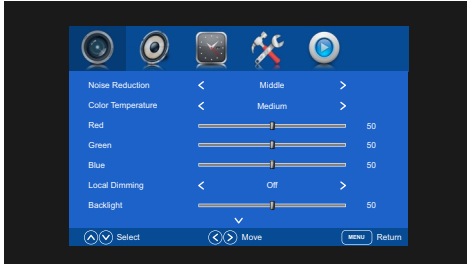 Noise Reduction Middle
Color Temperature Medium
Red 50
Green 50
Blue 50
Local Dimming Off
Backlight 50
Select Move MENU Return